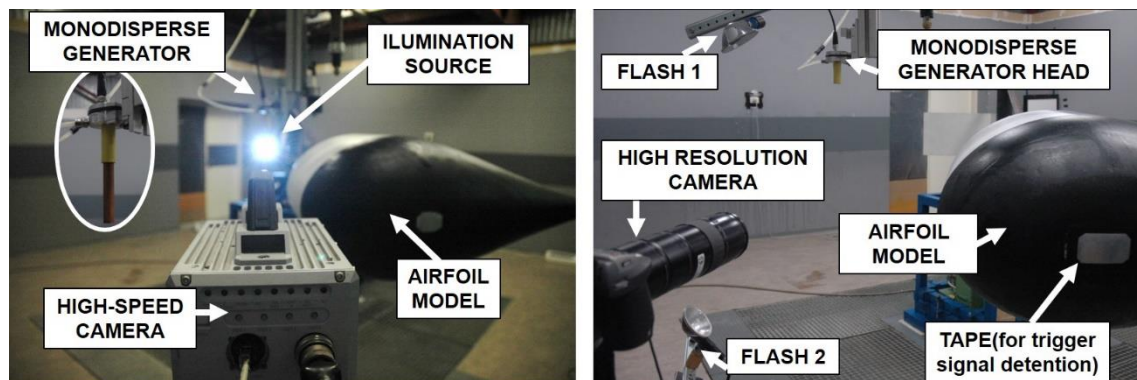 MONODISPERSE
GENERATOR
ILUMINATION
SOURCE
AIRFOIL
MODEL
HIGH-SPEED
CAMERA
FLASH 1
MONODISPERSE
GENERATOR HEAD
HIGH RESOLUTION
CAMERA
AIRFOIL
MODEL
FLASH 2
TAPE(for trigger
signal detention)